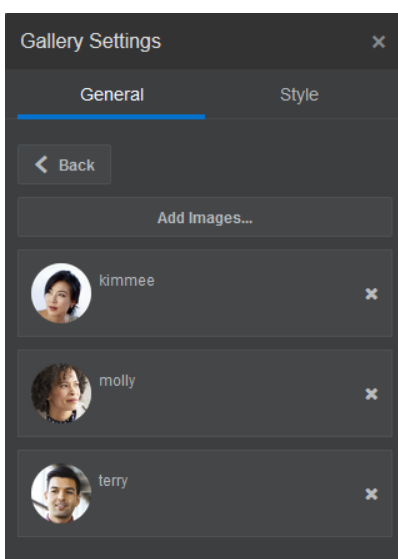 Gallery Settings
General Style
Back
Add Images...
kimmee
molly
terry